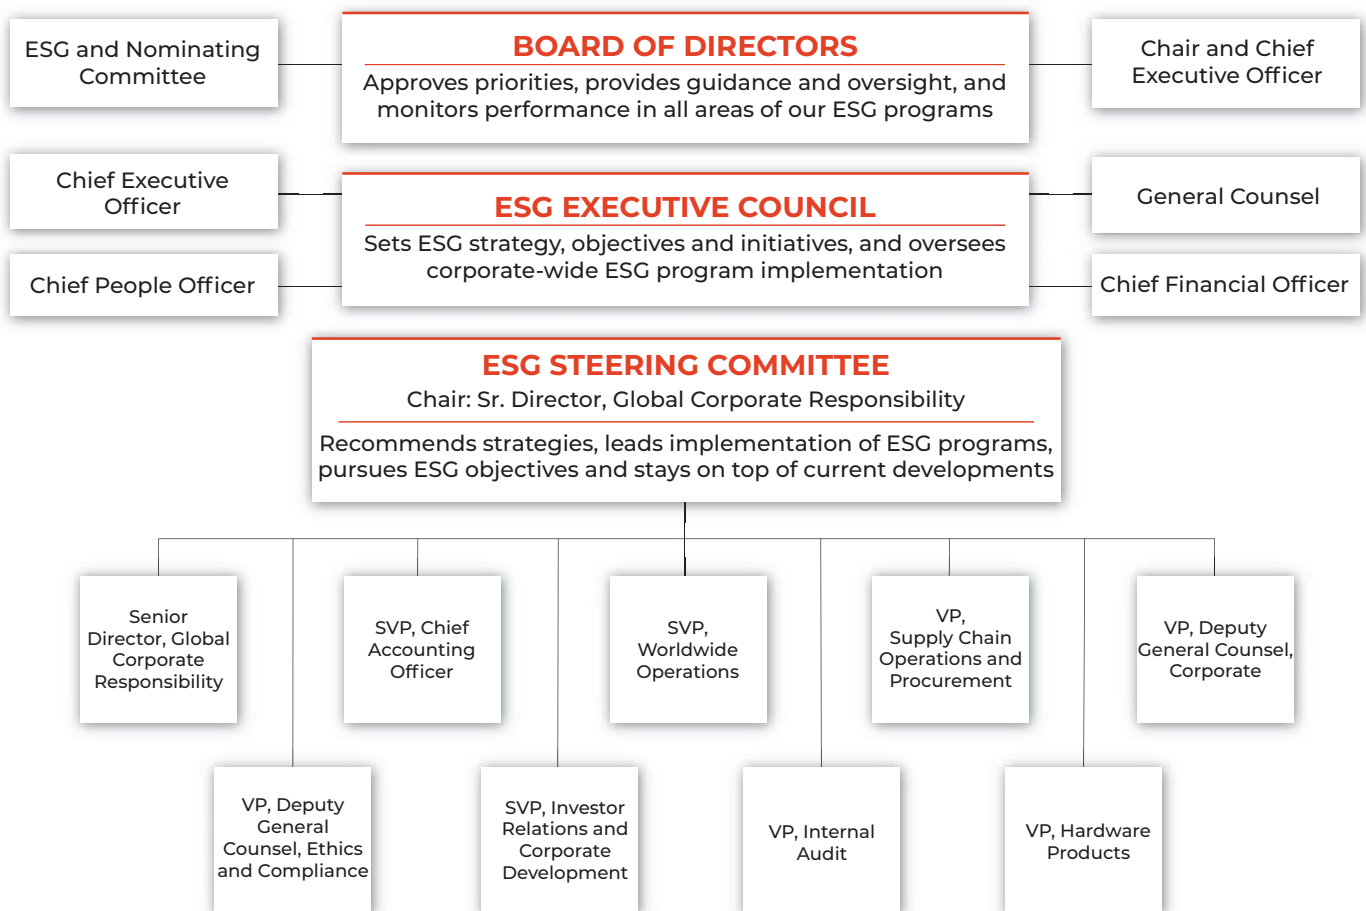 ESG and Nominating
Committee
BOARD OF DIRECTORS
Approves priorities, provides guidance and oversight, and
monitors performance in all areas of our ESG programs
Chair and Chief
Executive Officer
Chief Executive
Officer
Chief People Officer
ESG EXECUTIVE COUNCIL
Sets ESG strategy, objectives and initiatives, and oversees
corporate-wide ESG program implementation
General Counsel
Chief Financial Officer
ESG STEERING COMMITTEE
Chair: Sr. Director, Global Corporate Responsibility
Recommends strategies, leads implementation of ESG programs,
pursues ESG objectives and stays on top of current developments
Senior
Director, Global
Corporate
Responsibility
SVP, Chief
Accounting
Officer
SVP,
Worldwide
Operations
VP,
Supply Chain
Operations and
Procurement
VP, Deputy
General Counsel,
Corporate
VP, Deputy
General
Counsel, Ethics
and Compliance
SVP, Investor
Relations and
Corporate
Development
VP, Internal
Audit
VP, Hardware
Products